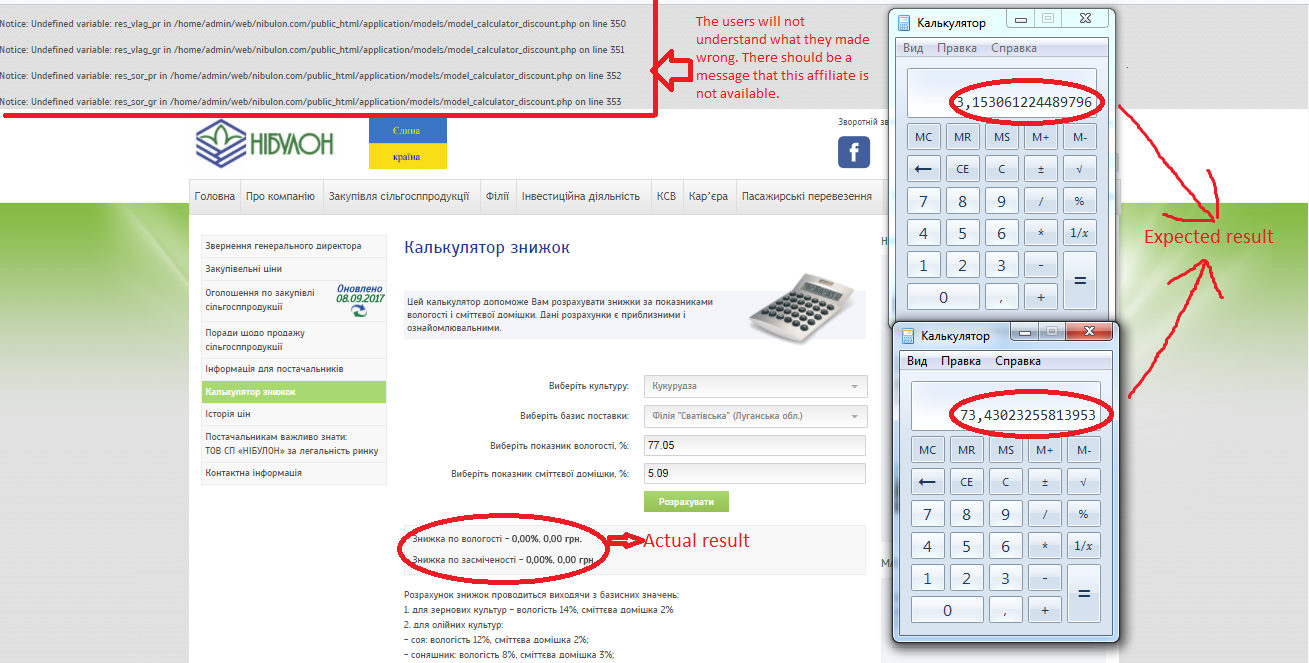 Notice: Undefined variable: res_vlag_pr in /home/admin/web/nibulon.com/public_html/application/models/model_calculator_discount.php on line 350
Notice: Undefined variable: res_vlag_gr in /home/admin/web/nibulon.com/public_html/application/models/model_calculator_discount.php on line 351
Notice: Undefined variable: res_sor_pr in /home/admin/web/nibulon.com/public_html/application/models/model_calculator_discount.php on line 352
Notice: Undefined variable: res_sor_gr in /home/admin/web/nibulon.com/public_html/application/models/model_calculator_discount.php on line 353
The users will not
understand what they made
wrong. There should be a
message that this affiliate is
not available.
НІБУЛОН
Єдина
країна
Зворотній зв
f
Головна Про компанію Закупівля сільгосппродукції Філії Інвестиційна діяльність КСВ Кар'єра Пасажирські перевезення
Звернення генерального директора
Закупівельні ціни
Оголошення по закупівлі
сільгосппродукції
Оновлено
08.09.2017
Поради щодо продажу
сільгосппродукції
Інформація для постачальників
Калькулятор знижок
Історія цін
Постачальникам важливо знати:
ТОВ СП «НІБУЛОН» за легальність ринку
Контактна інформація
Калькулятор знижок
Цей калькулятор допоможе Вам розрахувати знижки за показниками
вологості і сміттєвої домішки. Дані розрахунки є приблизними і
ознайомлювальними.
Виберіть культуру: Кукурудза
Виберіть базис поставки: Філія "Сватівська" (Луганська обл.)
Виберіть показник вологості, %: 77.05
Виберіть показник сміттєвої домішки, %: 5.09
Розрахувати
Знижка по вологості – 0,00%, 0,00 грн.
Знижка по засміченості – 0,00%, 0,00 грн.
Actual result
Розрахунок знижок проводиться виходячи з базисних значень:
1. для зернових культур – вологість 14%, сміттєва домішка 2%
2. для олійних культур:
– соя: вологість 12%, сміттєва домішка 2%;
– соняшник: вологість 8%, сміттєва домішка 3%;
Калькулятор
Вид Правка Справка
3,153061224489796
MC MR MS M+ M-
← CE C ± √
7 8 9 / %
4 5 6 * 1/x
1 2 3 - =
0 , +
Калькулятор
Вид Правка Справка
73,43023255813953
MC MR MS M+ M-
← CE C ± √
7 8 9 / %
4 5 6 * 1/x
1 2 3 - =
0 , +
Expected result